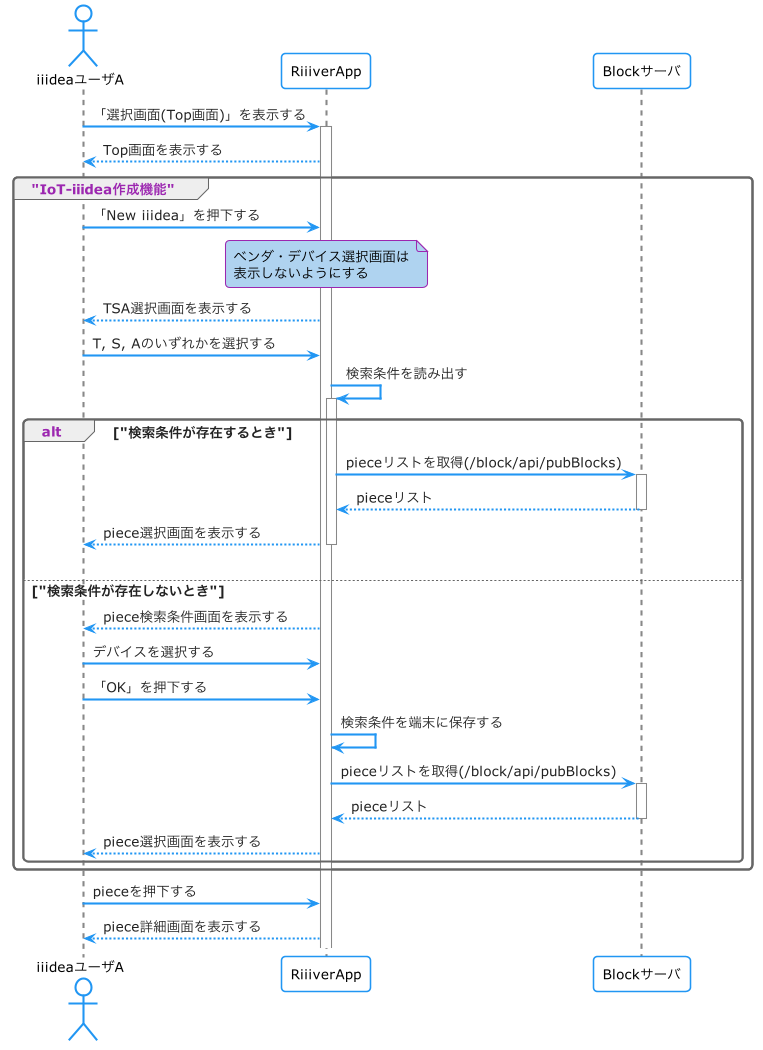 iiideaユーザA
RiiiverApp
Blockサーバ
「選択画面(Top画面)」を表示する
Top画面を表示する
"IoT-iiidea作成機能"
「New iiidea」を押下する
ベンダ・デバイス選択画面は
表示しないようにする
TSA選択画面を表示する
T, S, Aのいずれかを選択する
検索条件を読み出す
alt
["検索条件が存在するとき"]
pieceリストを取得(/block/api/pubBlocks)
pieceリスト
piece選択画面を表示する
["検索条件が存在しないとき"]
piece検索条件画面を表示する
デバイスを選択する
「OK」を押下する
検索条件を端末に保存する
pieceリストを取得(/block/api/pubBlocks)
pieceリスト
piece選択画面を表示する
pieceを押下する
piece詳細画面を表示する
iiideaユーザA
RiiiverApp
Blockサーバ